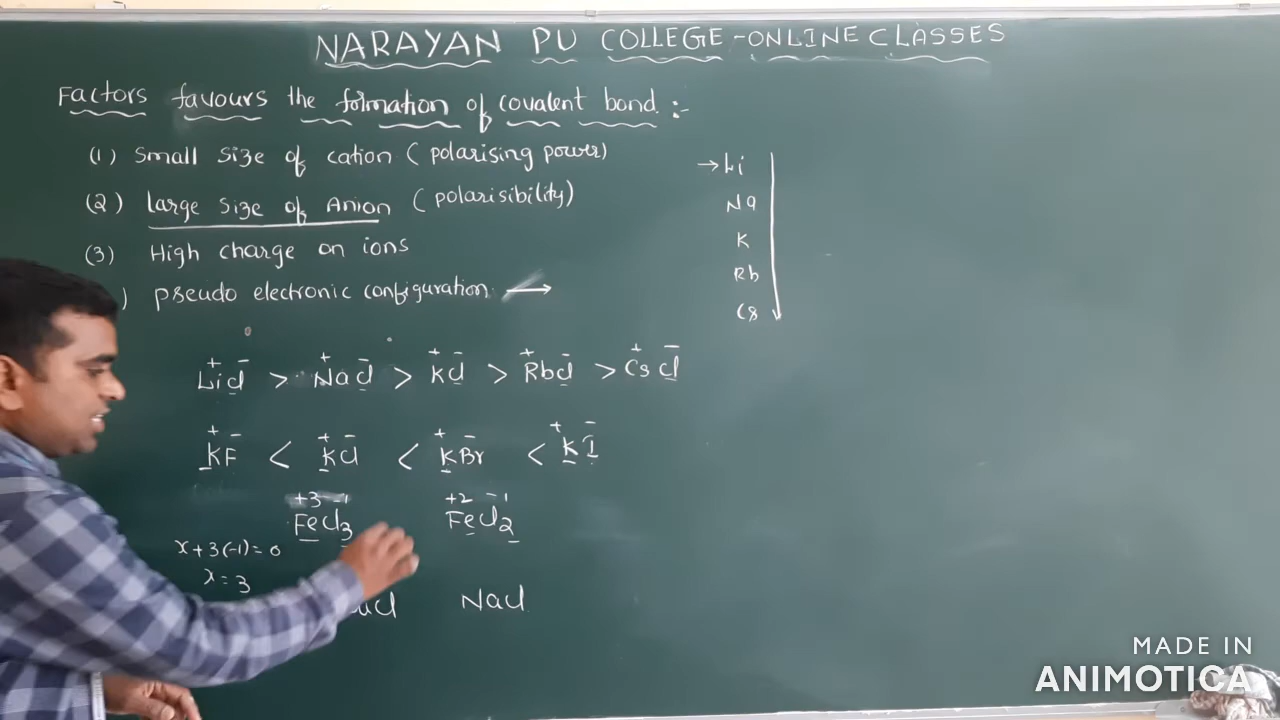 NARAYAN PU COLLEGE-ONLINE CLASSES
Factors favours the formation of covalent bond :-
(1) Small Size of cation (polarising power)
(2) large Size of Anion (polarisibility)
(3) High charge on ions
) pseudo electronic configuration →
→ Li
Na
K
Rb
Cs
Li⁺Cl⁻ > Na⁺Cl⁻ > K⁺Cl⁻ > Rb⁺Cl⁻ > Cs⁺Cl⁻
K⁺F⁻ < K⁺Cl⁻ < K⁺Br⁻ < K⁺I⁻
+3 -1 +2 -1
FeCl3 FeCl2
x+3(-1)=0
x=3
NaCl
MADE IN
ANIMOTICA